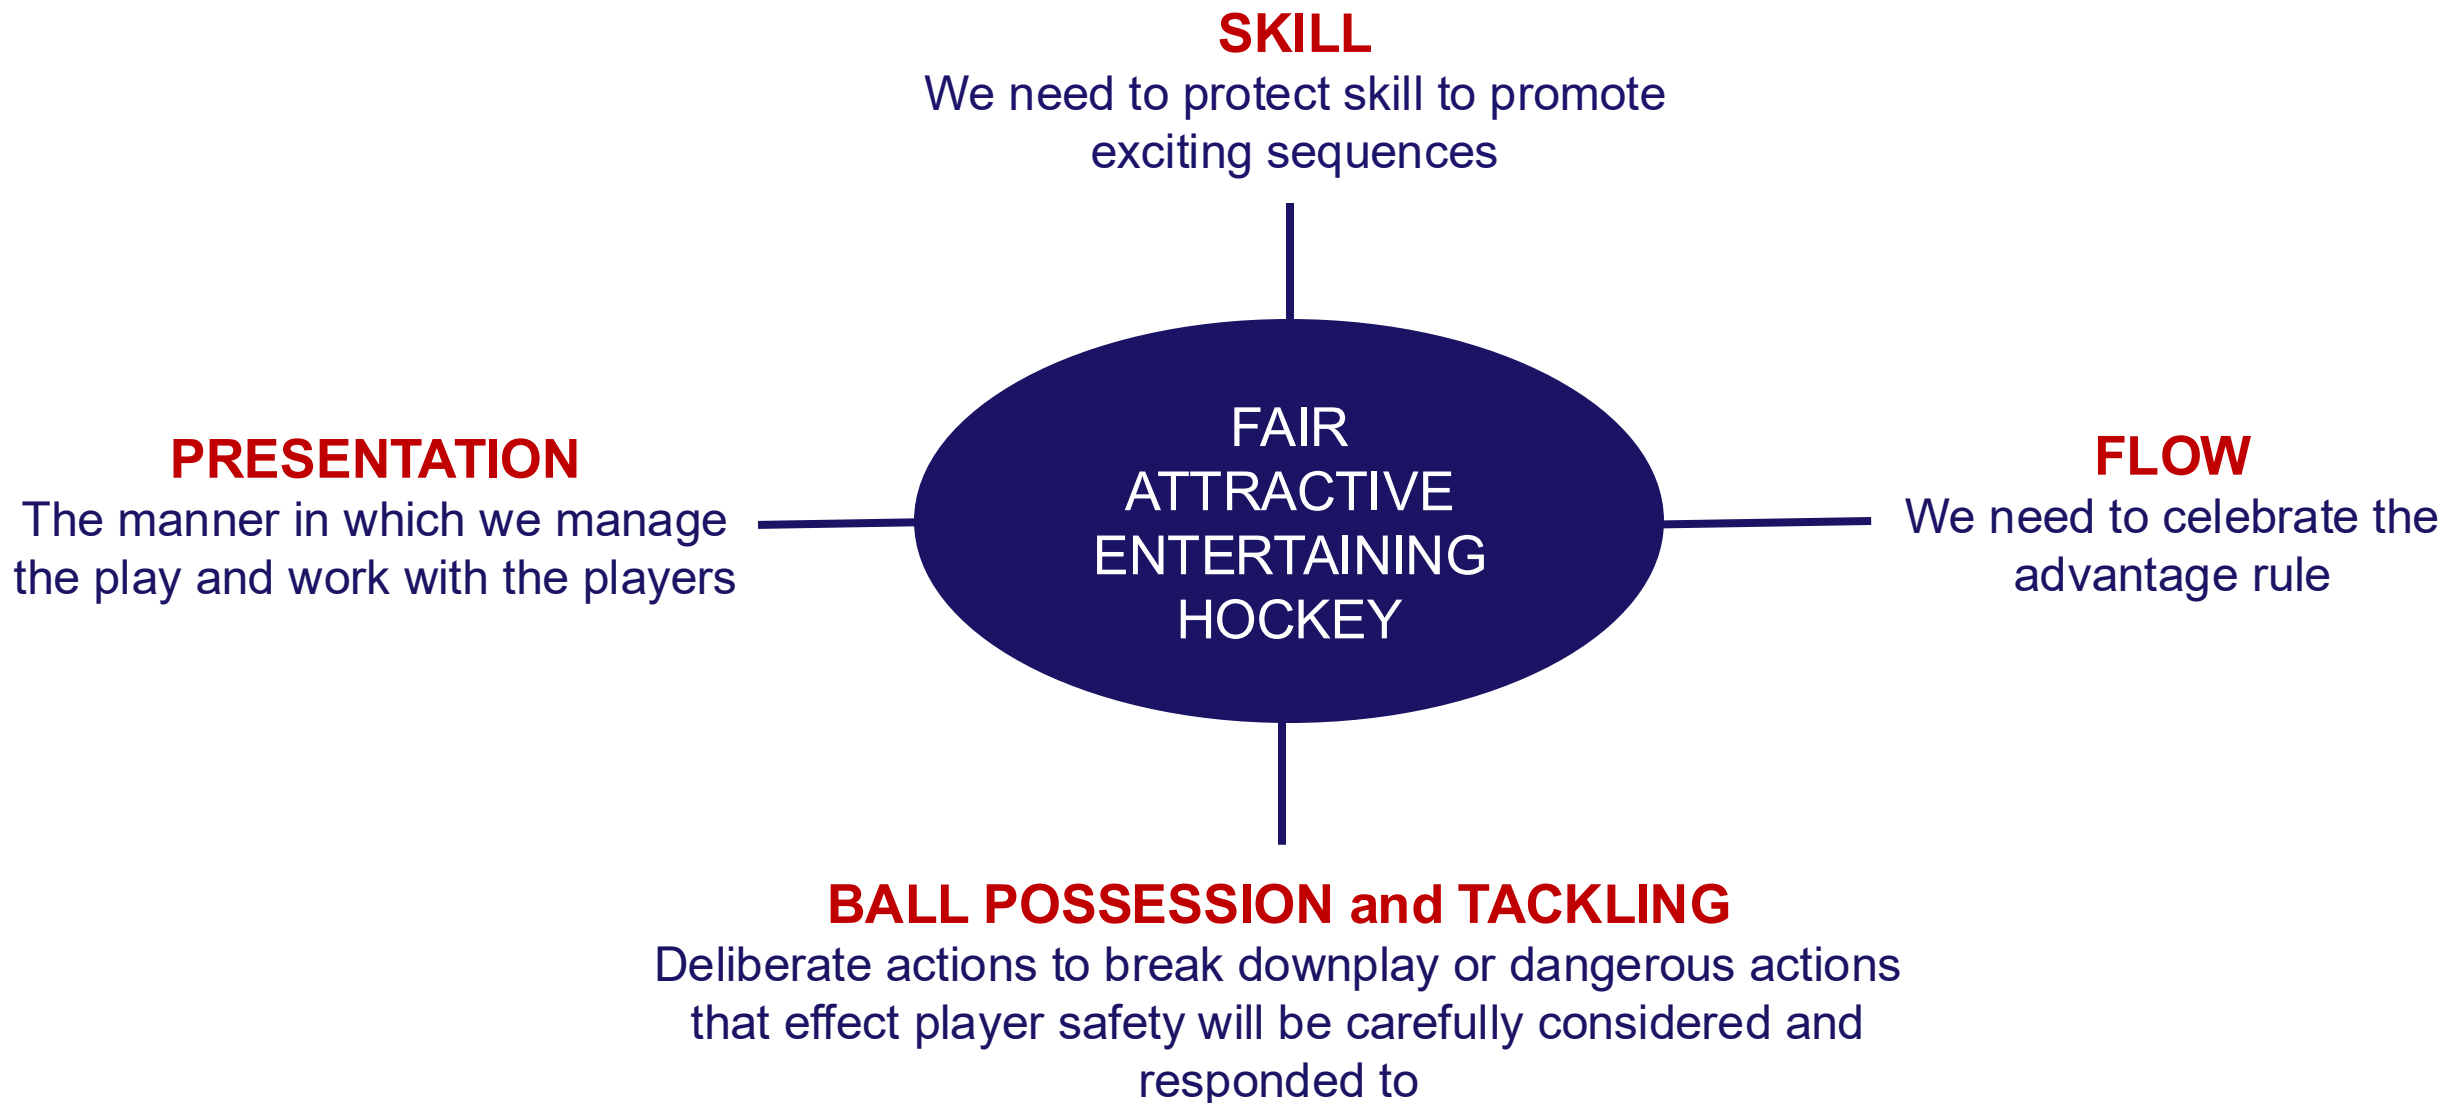 SKILL
We need to protect skill to promote
exciting sequences
PRESENTATION
The manner in which we manage
the play and work with the players
FAIR
ATTRACTIVE
ENTERTAINING
HOCKEY
FLOW
We need to celebrate the
advantage rule
BALL POSSESSION and TACKLING
Deliberate actions to break downplay or dangerous actions
that effect player safety will be carefully considered and
responded to